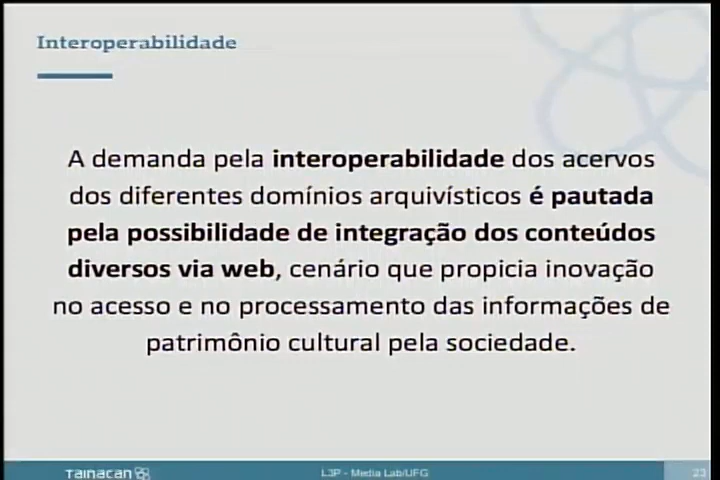 Interoperabilidade
A demanda pela interoperabilidade dos acervos
dos diferentes domínios arquivísticos é pautada
pela possibilidade de integração dos conteúdos
diversos via web, cenário que propicia inovação
no acesso e no processamento das informações de
patrimônio cultural pela sociedade.
Tainacan
L3P - Media Lab/UFG
23